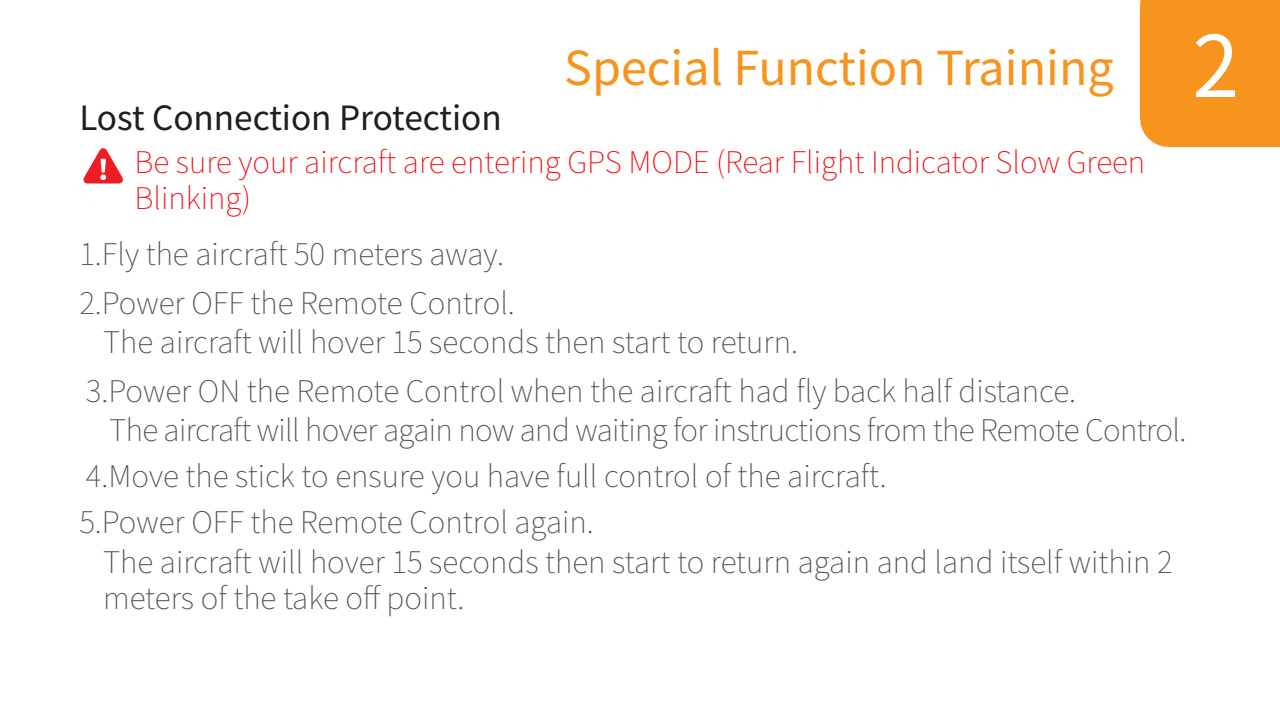 Special Function Training
2
Lost Connection Protection
Be sure your aircraft are entering GPS MODE (Rear Flight Indicator Slow Green
Blinking)
1.Fly the aircraft 50 meters away.
2.Power OFF the Remote Control.
The aircraft will hover 15 seconds then start to return.
3.Power ON the Remote Control when the aircraft had fly back half distance.
The aircraft will hover again now and waiting for instructions from the Remote Control.
4.Move the stick to ensure you have full control of the aircraft.
5.Power OFF the Remote Control again.
The aircraft will hover 15 seconds then start to return again and land itself within 2
meters of the take off point.